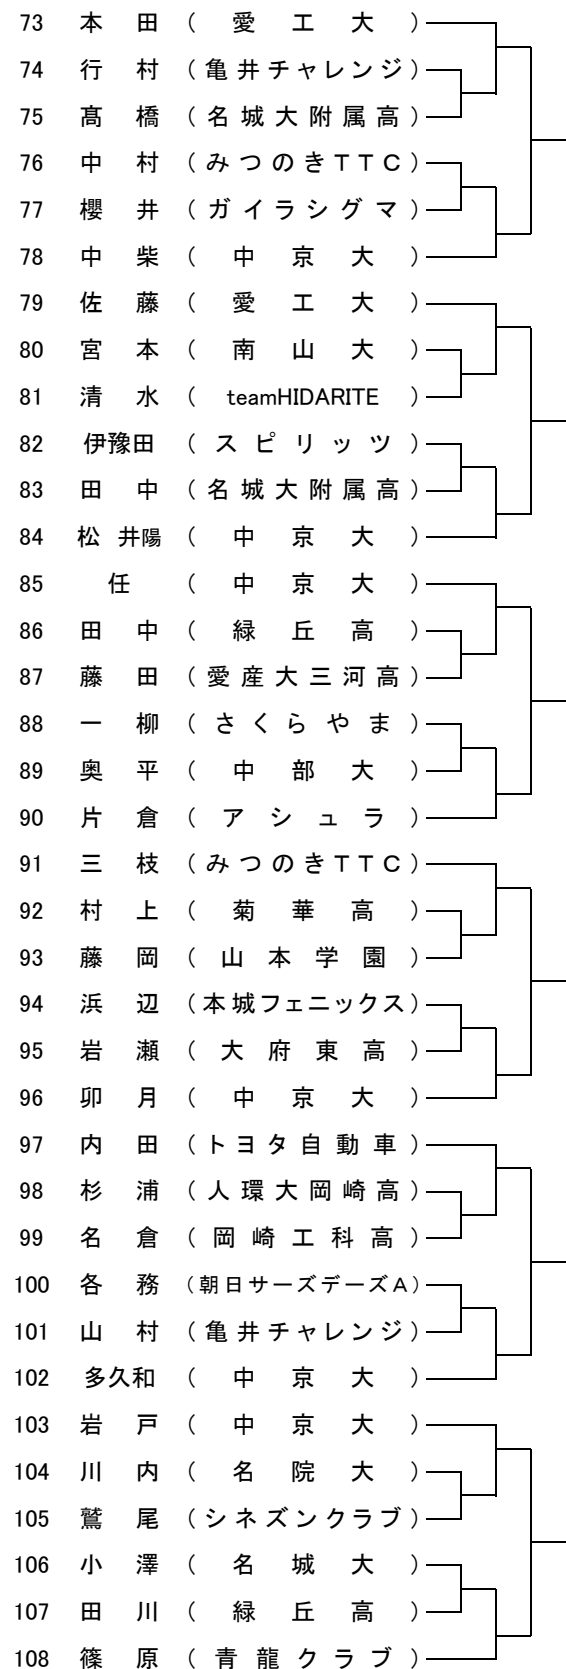 73 本田 (愛工大)
74 行村 (亀井チャレンジ)
75 髙橋 (名城大附属高)
76 中村 (みつのきTTC)
77 櫻井 (ガイラシグマ)
78 中柴 (中京大)
79 佐藤 (愛工大)
80 宮本 (南山大)
81 清水 (teamHIDARITE)
82 伊豫田 (スピリッツ)
83 田中 (名城大附属高)
84 松井陽 (中京大)
85 任 (中京大)
86 田中 (緑丘高)
87 藤田 (愛産大三河高)
88 一柳 (さくらやま)
89 奥平 (中部大)
90 片倉 (アシュラ)
91 三枝 (みつのきTTC)
92 村上 (菊華高)
93 藤岡 (山本学園)
94 浜辺 (本城フェニックス)
95 岩瀬 (大府東高)
96 卯月 (中京大)
97 内田 (トヨタ自動車)
98 杉浦 (人環大岡崎高)
99 名倉 (岡崎工科高)
100 各務 (朝日サーズデーズA)
101 山村 (亀井チャレンジ)
102 多久和 (中京大)
103 岩戸 (中京大)
104 川内 (名院大)
105 鷲尾 (シネズンクラブ)
106 小澤 (名城大)
107 田川 (緑丘高)
108 篠原 (青龍クラブ)